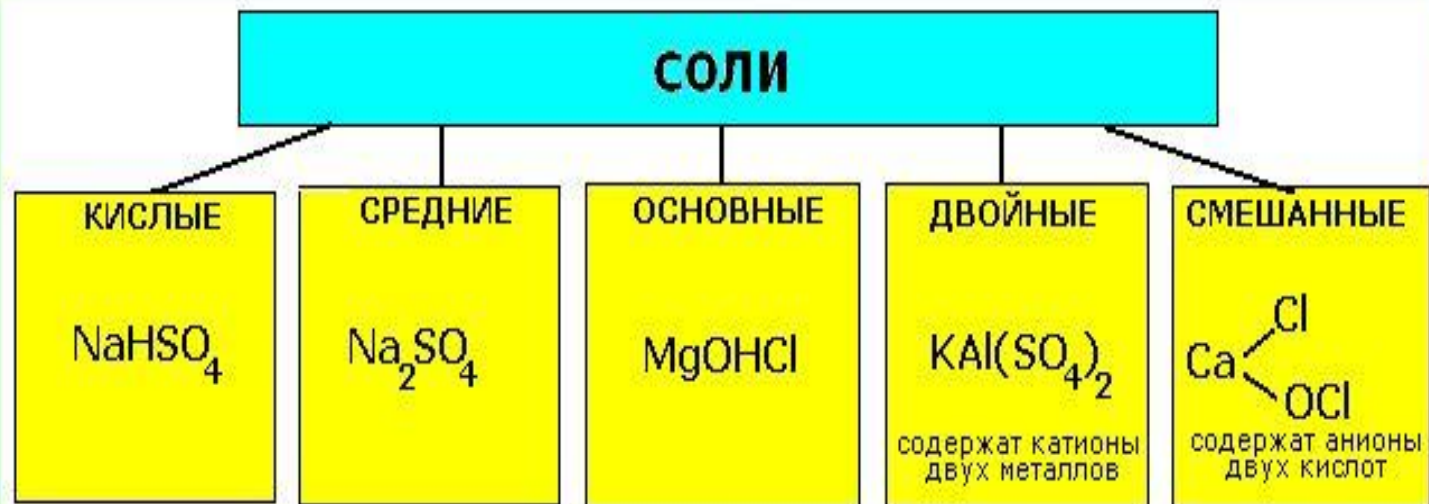 СОЛИ
КИСЛЫЕ
NaHSO₄
СРЕДНИЕ
Na₂SO₄
ОСНОВНЫЕ
MgOHCl
ДВОЙНЫЕ
KAl(SO₄)₂
содержат катионы
двух металлов
СМЕШАННЫЕ
Cl
Ca
OCl
содержат анионы
двух кислот